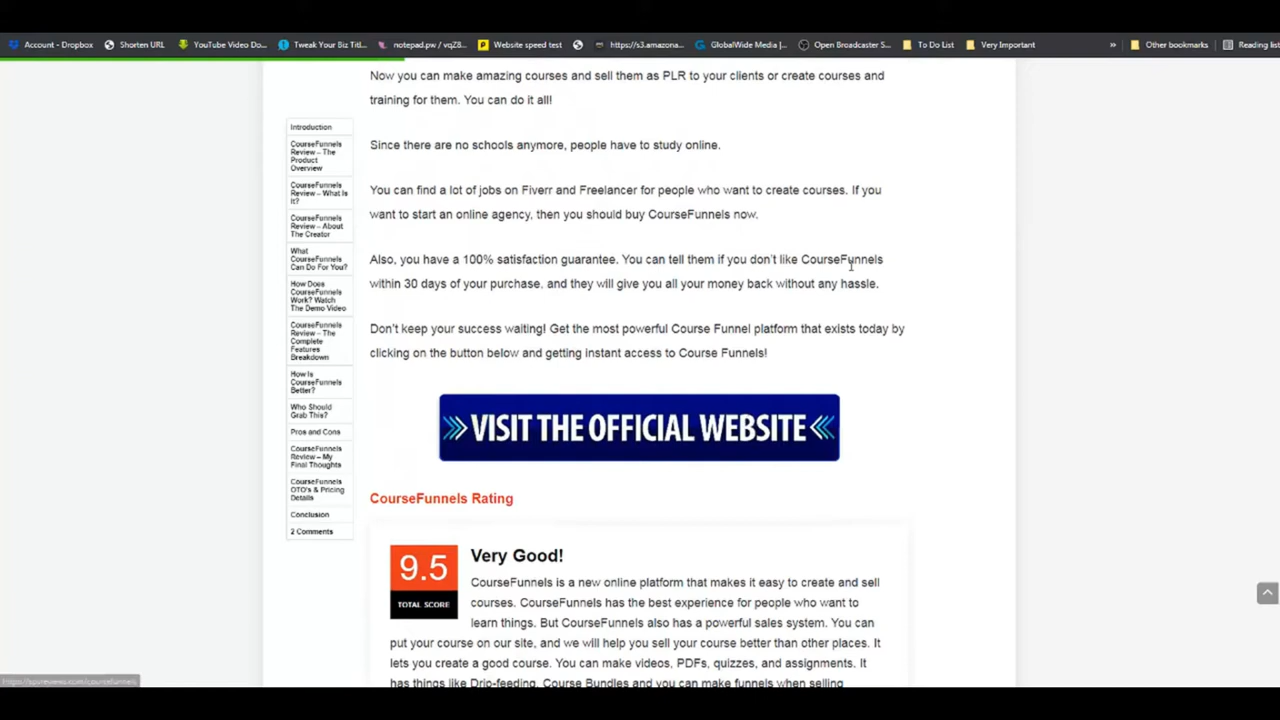 Account - Dropbox
Shorten URL
YouTube Video Do...
Tweak Your Biz Titl...
notepad.pw / vqZ8...
Website speed test
https://s3.amazona...
GlobalWide Media |...
Open Broadcaster S...
To Do List
Very Important
»
Other bookmarks
Reading list
Now you can make amazing courses and sell them as PLR to your clients or create courses and
training for them. You can do it all!
Since there are no schools anymore, people have to study online.
You can find a lot of jobs on Fiverr and Freelancer for people who want to create courses. If you
want to start an online agency, then you should buy CourseFunnels now.
Also, you have a 100% satisfaction guarantee. You can tell them if you don't like CourseFunnels
within 30 days of your purchase, and they will give you all your money back without any hassle.
Don't keep your success waiting! Get the most powerful Course Funnel platform that exists today by
clicking on the button below and getting instant access to Course Funnels!
VISIT THE OFFICIAL WEBSITE
CourseFunnels Rating
9.5
TOTAL SCORE
Very Good!
CourseFunnels is a new online platform that makes it easy to create and sell
courses. CourseFunnels has the best experience for people who want to
learn things. But CourseFunnels also has a powerful sales system. You can
put your course on our site, and we will help you sell your course better than other places. It
lets you create a good course. You can make videos, PDFs, quizzes, and assignments. It
has things like Drip-feeding, Course Bundles and you can make funnels when selling
Introduction
CourseFunnels
Review – The
Product
Overview
CourseFunnels
Review – What Is
It?
CourseFunnels
Review – About
The Creator
What
CourseFunnels
Can Do For You?
How Does
CourseFunnels
Work? Watch
The Demo Video
CourseFunnels
Review – The
Complete
Features
Breakdown
How Is
CourseFunnels
Better?
Who Should
Grab This?
Pros and Cons
CourseFunnels
Review – My
Final Thoughts
CourseFunnels
OTO's & Pricing
Details
Conclusion
2 Comments